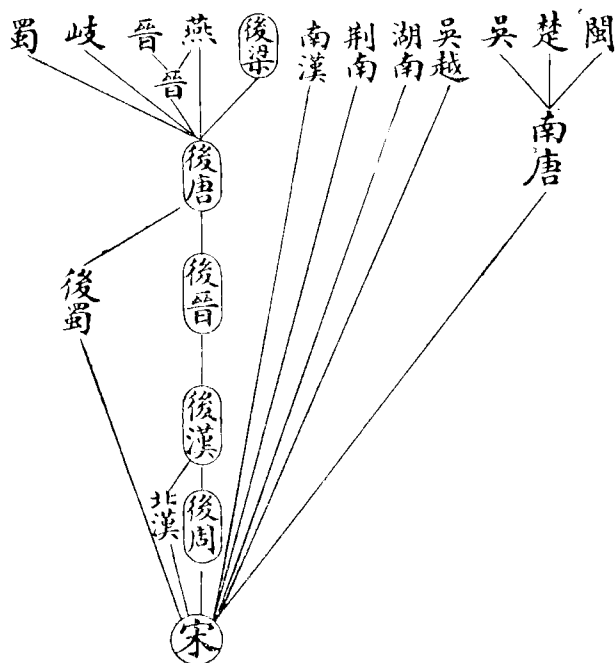 蜀
岐
晉
燕
後梁
南漢
荆南
湖南
吳越
吳
楚
閩
晉
南唐
後唐
後蜀
後晉
後漢
北漢
後周
宋